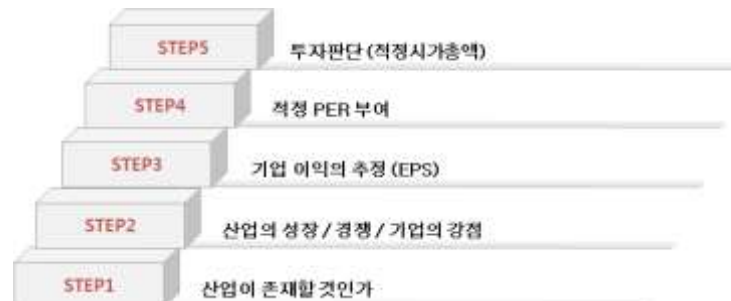 STEP5 투자판단 (적정시가총액)
STEP4 적정 PER 부여
STEP3 기업 이익의 추정 (EPS)
STEP2 산업의 성장 / 경쟁 / 기업의 강점
STEP1 산업이 존재할 것인가